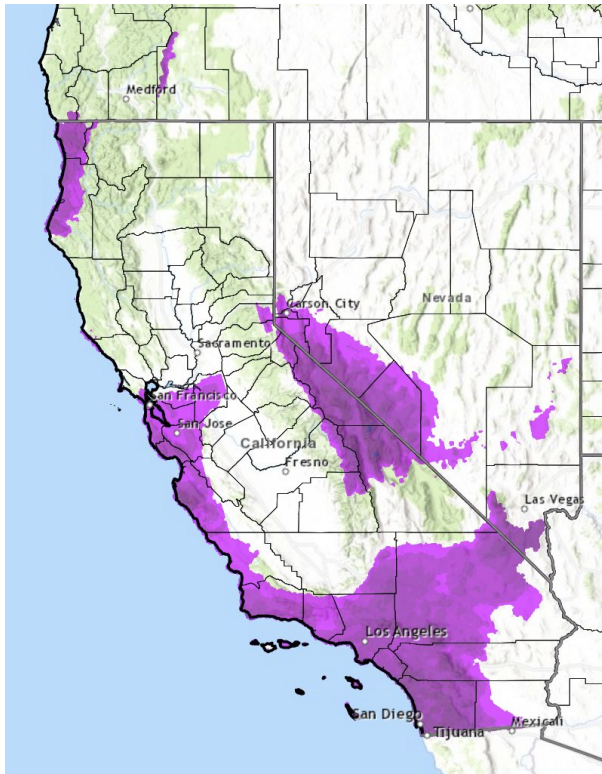 Medford
Carson City
Nevada
Sacramento
San Francisco
San Jose
California
Fresno
Las Vegas
Los Angeles
San Diego
Mexicali
Tijuana